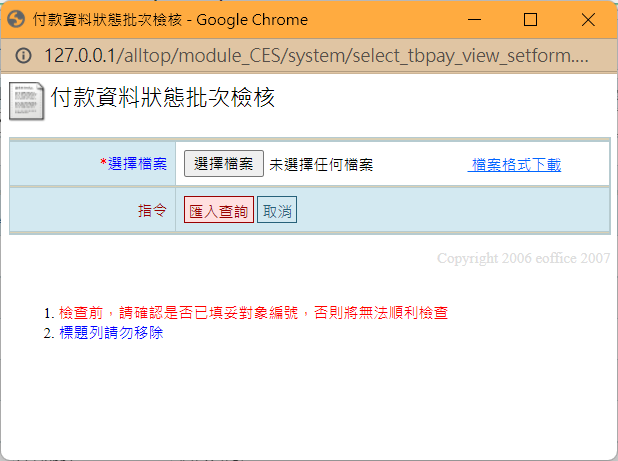 付款資料狀態批次檢核 - Google Chrome
127.0.0.1/alltop/module_CES/system/select_tbpay_view_setform....
付款資料狀態批次檢核
*選擇檔案 選擇檔案 未選擇任何檔案 檔案格式下載
指令 匯入查詢 取消
Copyright 2006 eoffice 2007
1. 檢查前，請確認是否已填妥對象編號，否則將無法順利檢查
2. 標題列請勿移除